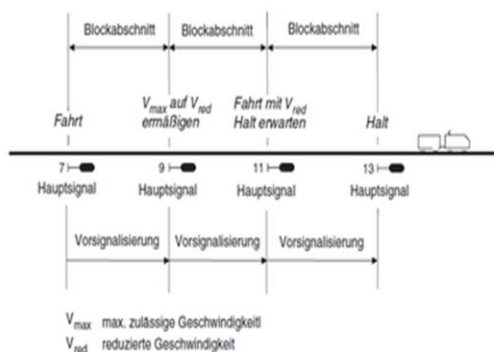 Blockabschnitt Blockabschnitt Blockabschnitt
Fahrt
Vmax auf Vred
ermäßigen
Fahrt mit Vred
Halt erwarten
Halt
7 9 11 13
Hauptsignal Hauptsignal Hauptsignal Hauptsignal
Vorsignalisierung Vorsignalisierung Vorsignalisierung
Vmax max. zulässige Geschwindigkeitl
Vred reduzierte Geschwindigkeit